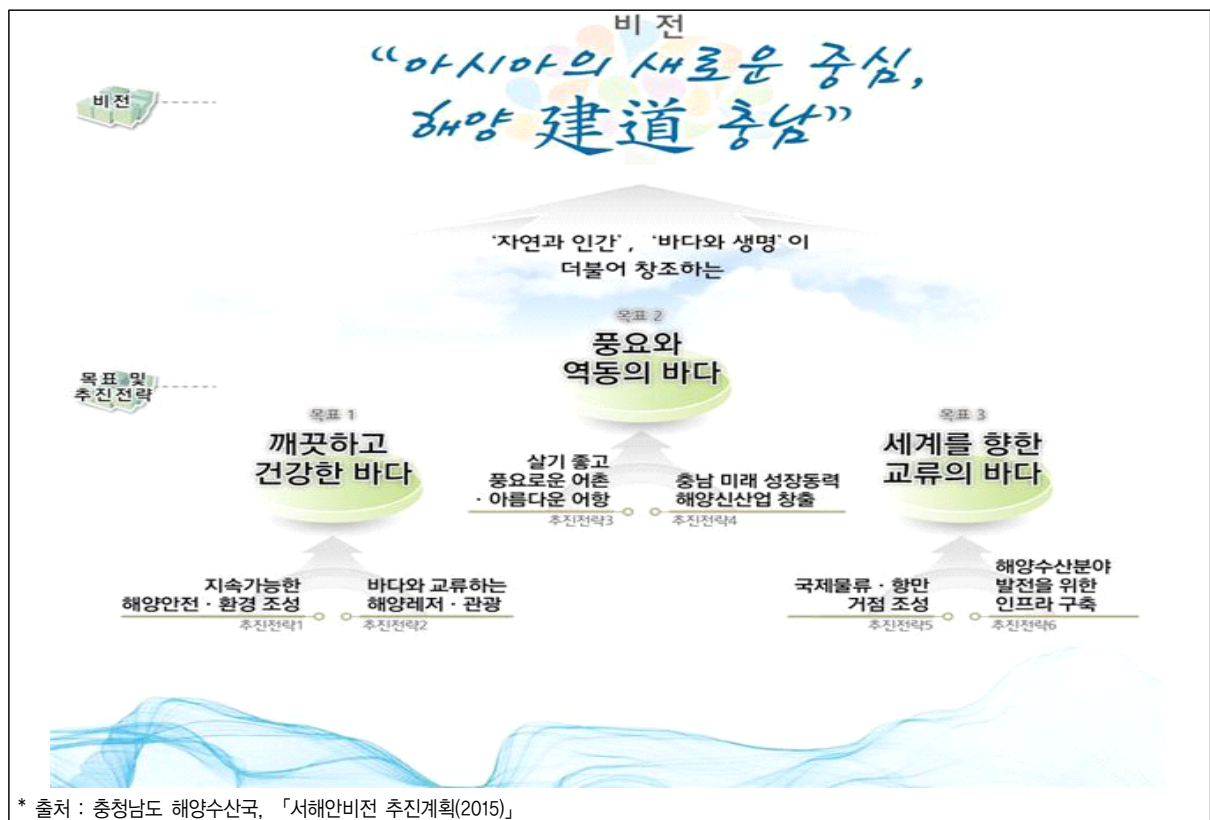 비 전
“아시아의 새로운 중심,
해양 建道 충남”
비 전
‘자연과 인간’, ‘바다와 생명’이
더불어 창조하는
목표 및
추진전략
목표 1
깨끗하고
건강한 바다
지속가능한
해양안전 · 환경 조성
추진전략1
바다와 교류하는
해양레저 · 관광
추진전략2
목표 2
풍요와
역동의 바다
살기 좋고
풍요로운 어촌
· 아름다운 어항
추진전략3
충남 미래 성장동력
해양신산업 창출
추진전략4
목표 3
세계를 향한
교류의 바다
국제물류 · 항만
거점 조성
추진전략5
해양수산분야
발전을 위한
인프라 구축
추진전략6
* 출처 : 충청남도 해양수산국, 「서해안비전 추진계획(2015)」